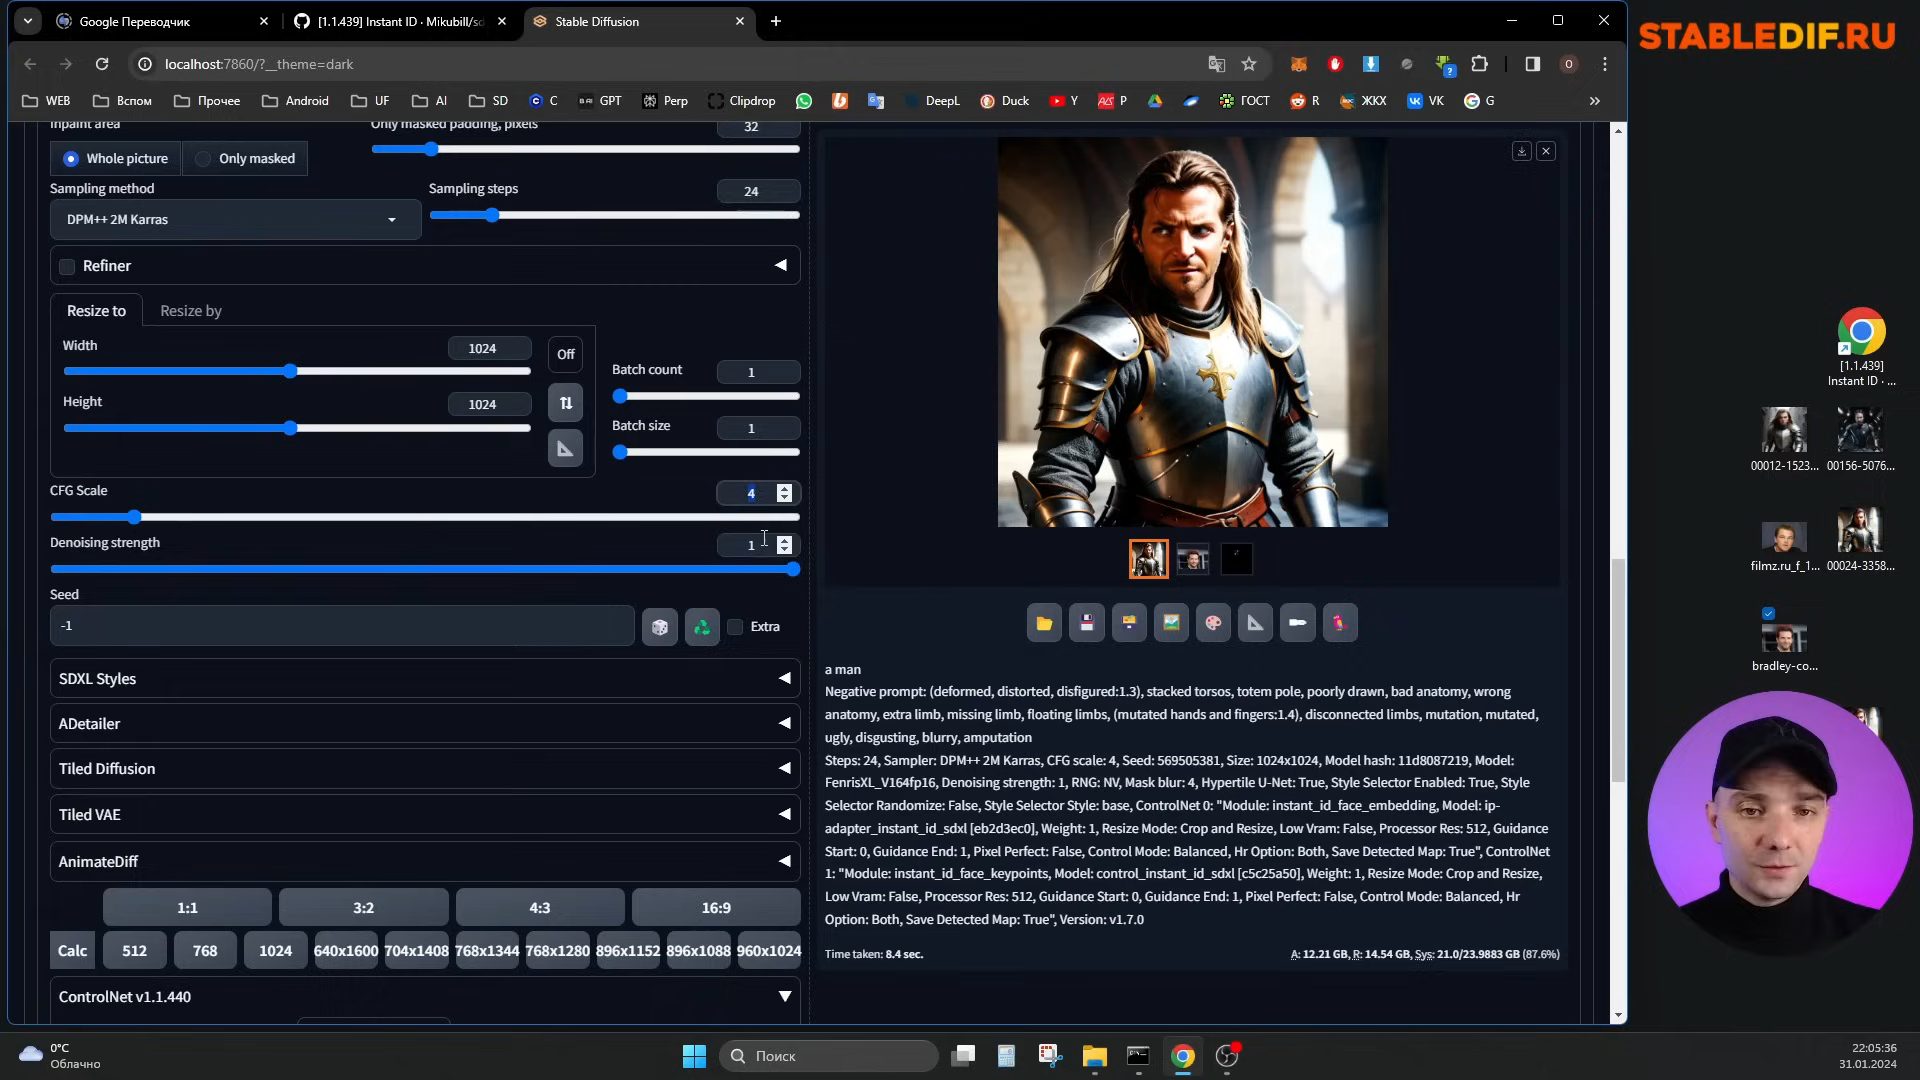 Google Переводчик
[1.1.439] Instant ID · Mikubill/sd
Stable Diffusion
STABLEDIF.RU
localhost:7860/?__theme=dark
WEB
Вспом
Прочее
Android
UF
AI
SD
C
GPT
Perp
Clipdrop
DeepL
Duck
Y
P
ГОСТ
R
ЖКХ
VK
G
Inpaint area
Only masked padding, pixels
32
Whole picture
Only masked
Sampling method
Sampling steps
24
DPM++ 2M Karras
Refiner
Resize to
Resize by
Width
1024
Off
Height
1024
Batch count
1
Batch size
1
CFG Scale
4
Denoising strength
1
Seed
-1
Extra
SDXL Styles
ADetailer
Tiled Diffusion
Tiled VAE
AnimateDiff
1:1
3:2
4:3
16:9
Calc
512
768
1024
640x1600
704x1408
768x1344
768x1280
896x1152
896x1088
960x1024
ControlNet v1.1.440
a man
Negative prompt: (deformed, distorted, disfigured:1.3), stacked torsos, totem pole, poorly drawn, bad anatomy, wrong
anatomy, extra limb, missing limb, floating limbs, (mutated hands and fingers:1.4), disconnected limbs, mutation, mutated,
ugly, disgusting, blurry, amputation
Steps: 24, Sampler: DPM++ 2M Karras, CFG scale: 4, Seed: 569505381, Size: 1024x1024, Model hash: 11d8087219, Model:
FenrisXL_V164fp16, Denoising strength: 1, RNG: NV, Mask blur: 4, Hypertile U-Net: True, Style Selector Enabled: True, Style
Selector Randomize: False, Style Selector Style: base, ControlNet 0: "Module: instant_id_face_embedding, Model: ip-
adapter_instant_id_sdxl [eb2d3ec0], Weight: 1, Resize Mode: Crop and Resize, Low Vram: False, Processor Res: 512, Guidance
Start: 0, Guidance End: 1, Pixel Perfect: False, Control Mode: Balanced, Hr Option: Both, Save Detected Map: True", ControlNet
1: "Module: instant_id_face_keypoints, Model: control_instant_id_sdxl [c5c25a50], Weight: 1, Resize Mode: Crop and Resize,
Low Vram: False, Processor Res: 512, Guidance Start: 0, Guidance End: 1, Pixel Perfect: False, Control Mode: Balanced, Hr
Option: Both, Save Detected Map: True", Version: v1.7.0
Time taken: 8.4 sec.
A: 12.21 GB, R: 14.54 GB, Sys: 21.0/23.9883 GB (87.6%)
[1.1.439]
Instant ID · ...
00012-1523...
00156-5076...
filmz.ru_f_1...
00024-3358...
bradley-co...
0°C
Облачно
Поиск
22:05:36
31.01.2024